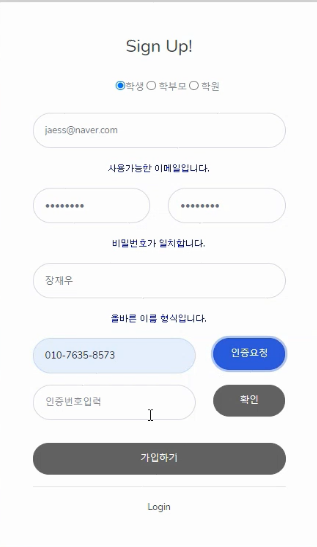 Sign Up!
학생 학부모 학원
jaess@naver.com
사용가능한 이메일입니다.
•••••••• ••••••••
비밀번호가 일치합니다.
장재우
올바른 이름 형식입니다.
010-7635-8573 인증요청
인증번호입력 확인
가입하기
Login